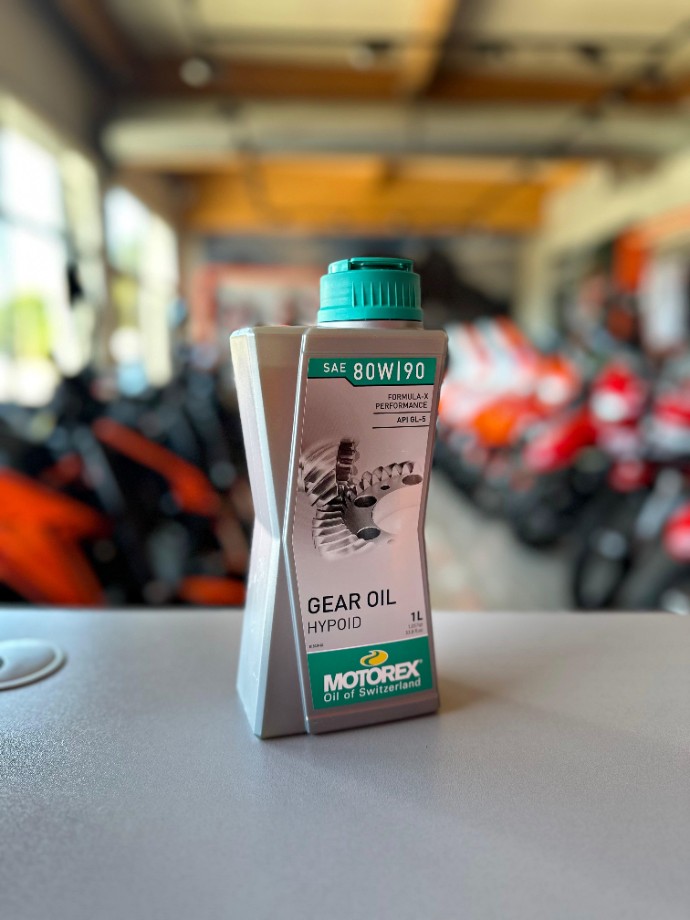 SAE 80W|90
FORMULA-X
PERFORMANCE
API GL-5
GEAR OIL
HYPOID
1L
MOTOREX
Oil of Switzerland